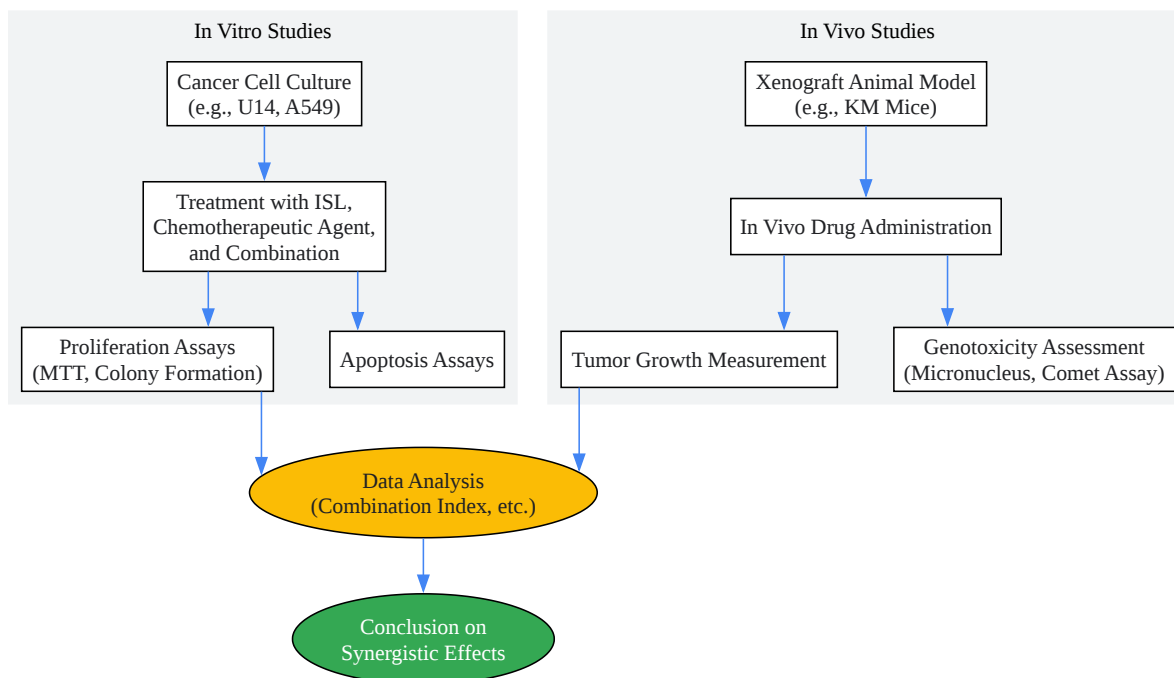 In Vitro Studies
Cancer Cell Culture
(e.g., U14, A549)
Treatment with ISL,
Chemotherapeutic Agent,
and Combination
Proliferation Assays
(MTT, Colony Formation)
Apoptosis Assays
In Vivo Studies
Xenograft Animal Model
(e.g., KM Mice)
In Vivo Drug Administration
Tumor Growth Measurement
Genotoxicity Assessment
(Micronucleus, Comet Assay)
Data Analysis
(Combination Index, etc.)
Conclusion on
Synergistic Effects